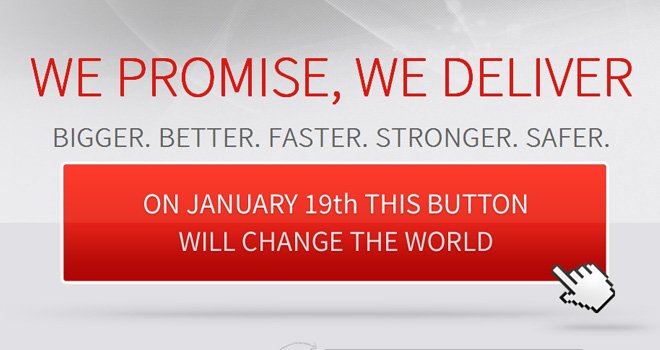 WE PROMISE, WE DELIVER
BIGGER. BETTER. FASTER. STRONGER. SAFER.
ON JANUARY 19th THIS BUTTON
WILL CHANGE THE WORLD